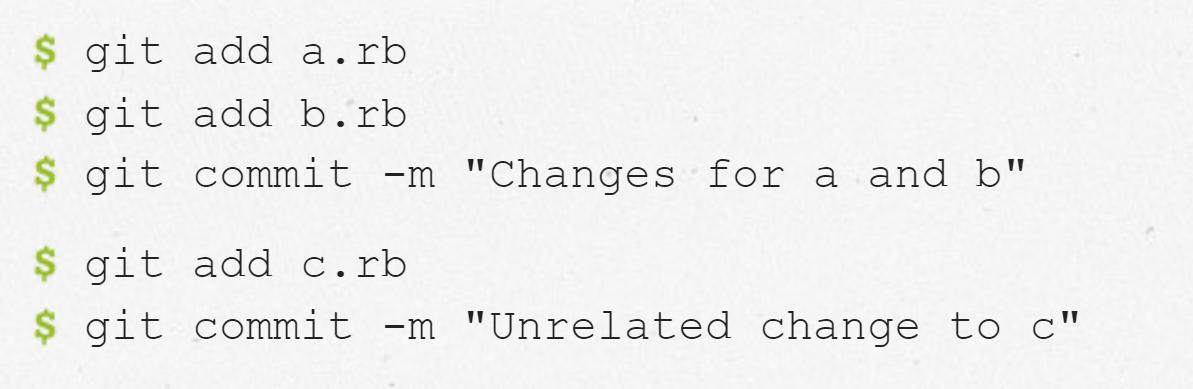 $ git add a.rb
$ git add b.rb
$ git commit -m "Changes for a and b"
$ git add c.rb
$ git commit -m "Unrelated change to c"